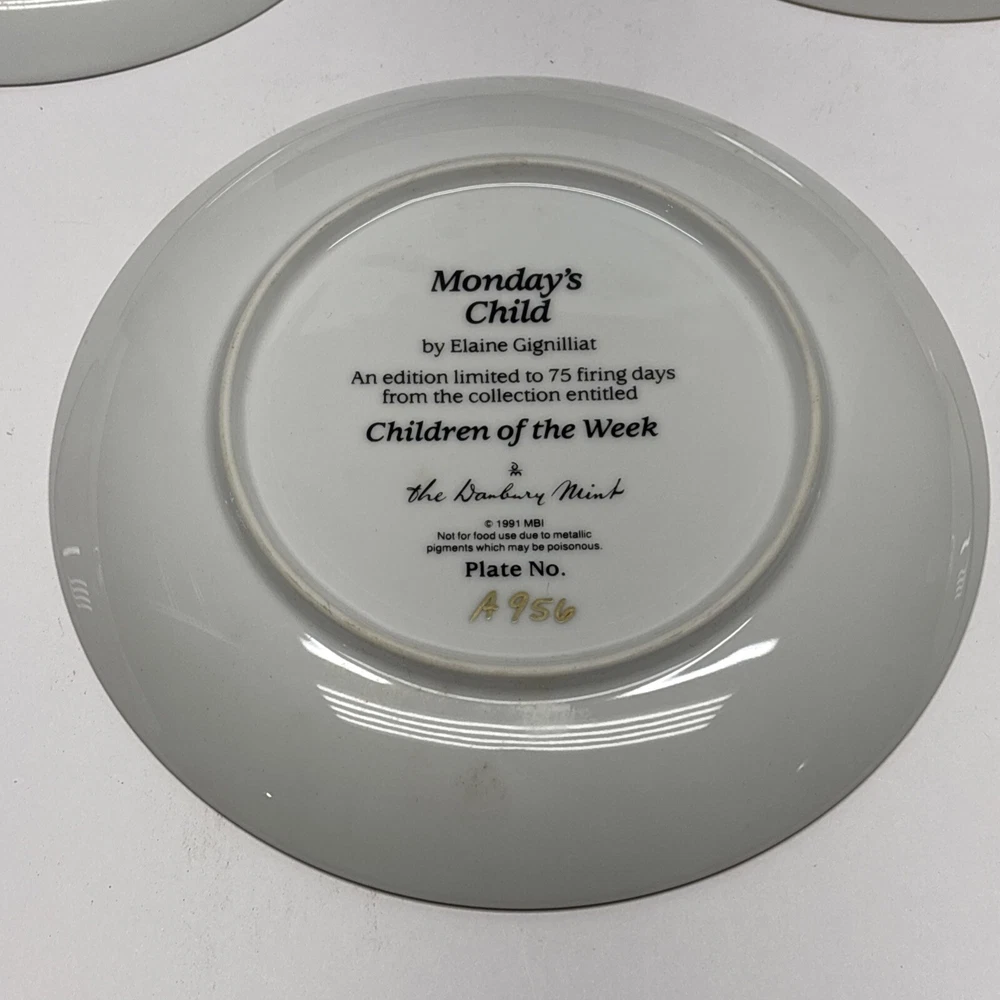 Monday's
Child
by Elaine Gignilliat
An edition limited to 75 firing days
from the collection entitled
Children of the Week
the Danbury Mint
© 1991 MBI
Not for food use due to metallic
pigments which may be poisonous.
Plate No.
A956